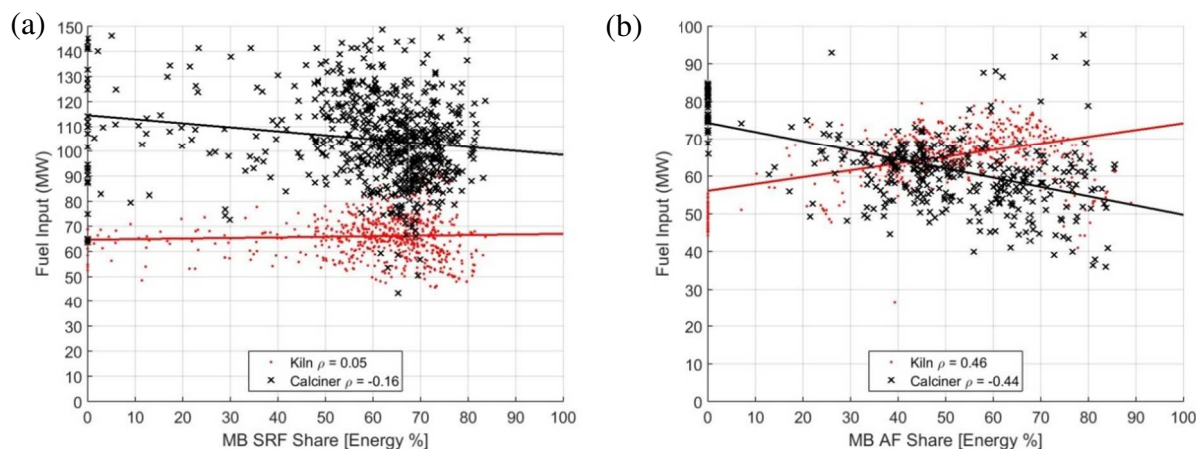 (a)
150
140
130
120
110
100
90
80
70
60
50
40
30
20
10
0
Fuel Input (MW)
Kiln ρ = 0.05
Calciner ρ = -0.16
0 10 20 30 40 50 60 70 80 90 100
MB SRF Share [Energy %]
(b)
100
90
80
70
60
50
40
30
20
10
0
Fuel Input (MW)
Kiln ρ = 0.46
Calciner ρ = -0.44
0 10 20 30 40 50 60 70 80 90 100
MB AF Share [Energy %]